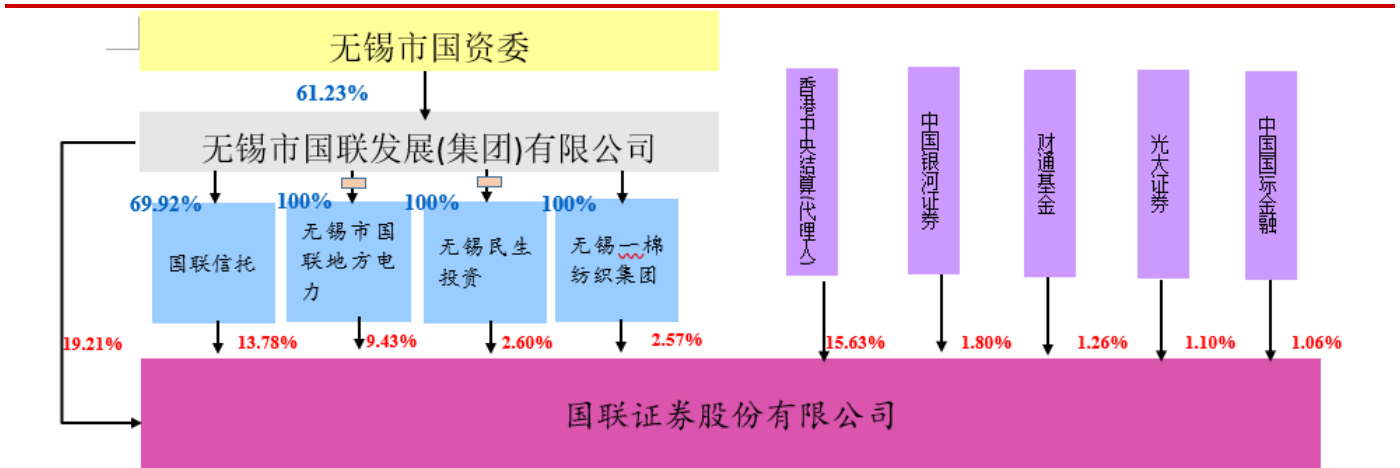 无锡市国资委
61.23%
无锡市国联发展(集团)有限公司
69.92%
100%
100%
100%
国联信托
无锡市国
联地方电
力
无锡民生
投资
无锡一棉
纺织集团
香港中央结算(代理人)
中国银河证券
财通基金
光大证券
中国国际金融
19.21%
13.78%
9.43%
2.60%
2.57%
15.63%
1.80%
1.26%
1.10%
1.06%
国联证券股份有限公司